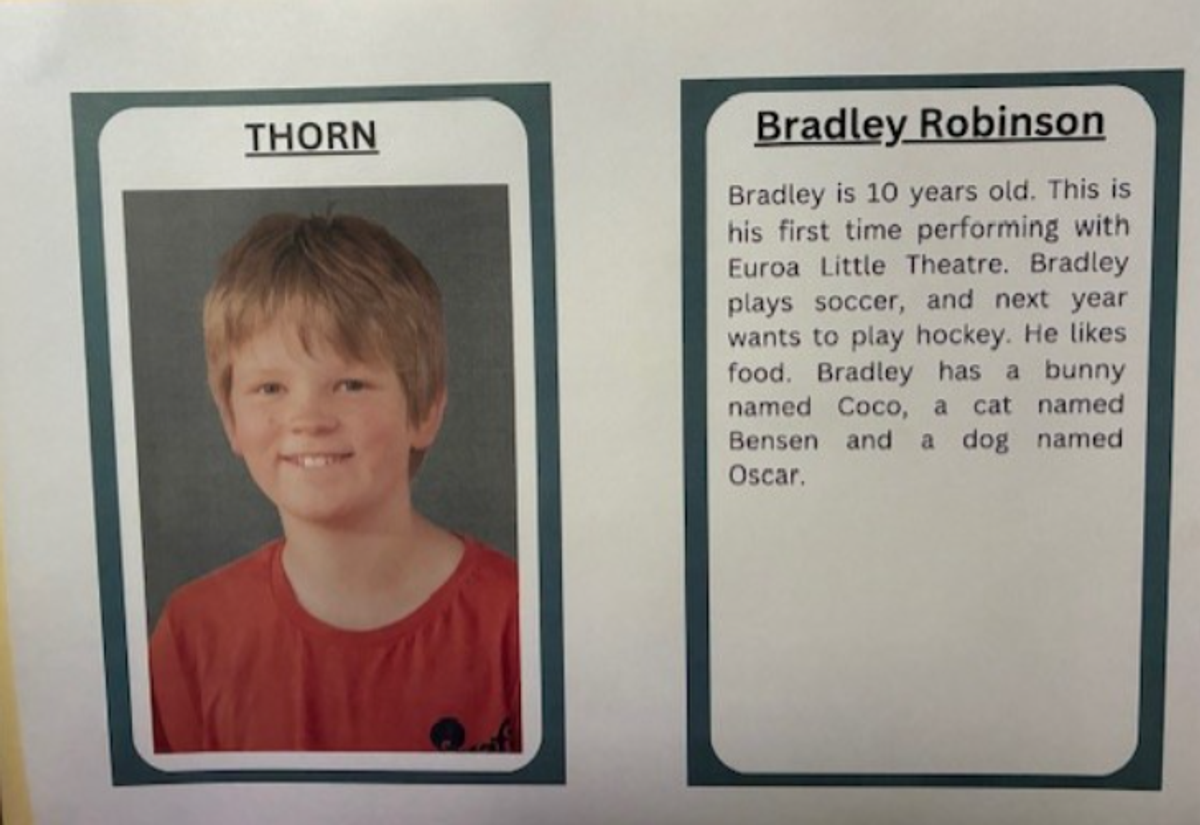 THORN
Bradley Robinson
Bradley is 10 years old. This is
his first time performing with
Euroa Little Theatre. Bradley
plays soccer, and next year
wants to play hockey. He likes
food. Bradley has a bunny
named Coco, a cat named
Bensen and a dog named
Oscar.